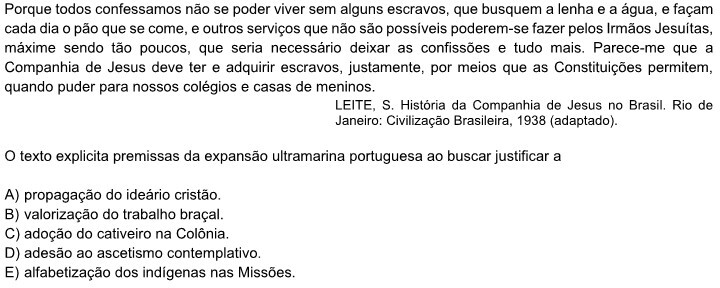 Porque todos confessamos não se poder viver sem alguns escravos, que busquem a lenha e a água, e façam
cada dia o pão que se come, e outros serviços que não são possíveis poderem-se fazer pelos Irmãos Jesuítas,
máxime sendo tão poucos, que seria necessário deixar as confissões e tudo mais. Parece-me que a
Companhia de Jesus deve ter e adquirir escravos, justamente, por meios que as Constituições permitem,
quando puder para nossos colégios e casas de meninos.
LEITE, S. História da Companhia de Jesus no Brasil. Rio de
Janeiro: Civilização Brasileira, 1938 (adaptado).
O texto explicita premissas da expansão ultramarina portuguesa ao buscar justificar a
A) propagação do ideário cristão.
B) valorização do trabalho braçal.
C) adoção do cativeiro na Colônia.
D) adesão ao ascetismo contemplativo.
E) alfabetização dos indígenas nas Missões.